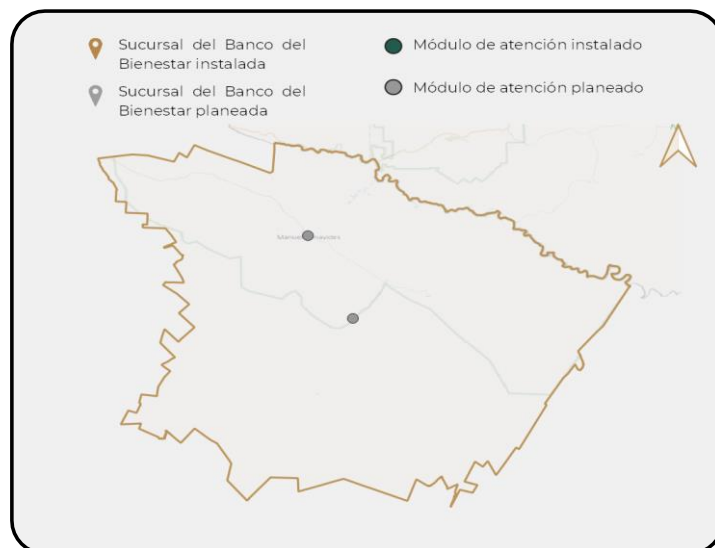 Sucursal del Banco del
Bienestar instalada
Sucursal del Banco del
Bienestar planeada
Módulo de atención instalado
Módulo de atención planeado